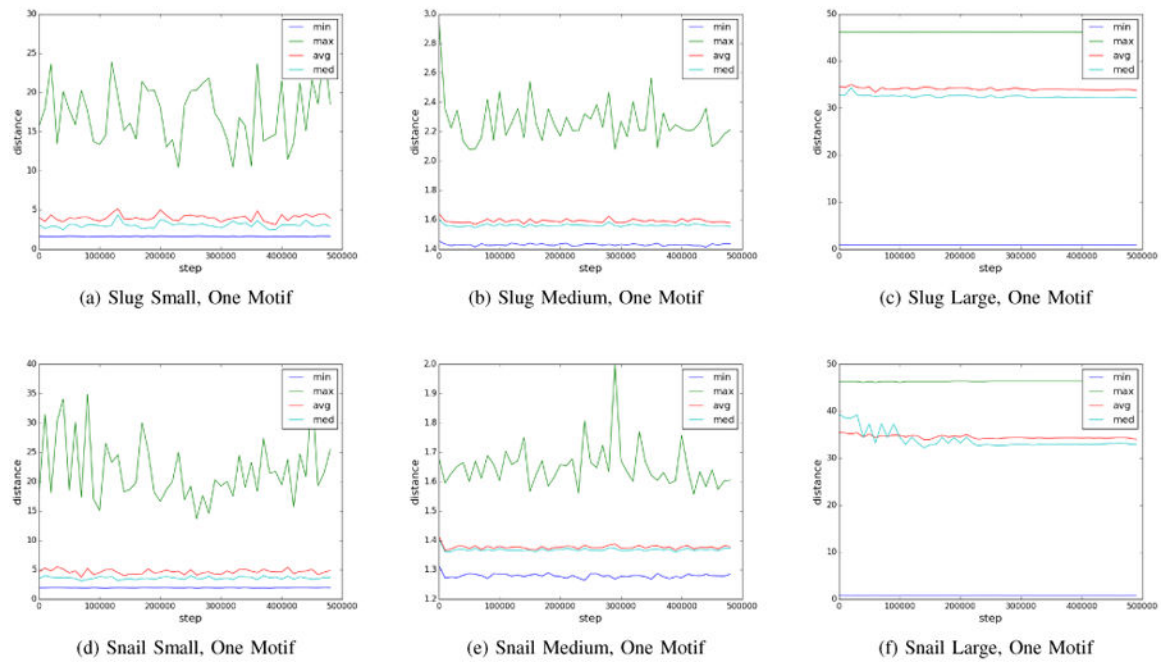 30
25
20
15
10
5
0
distance
0 100000 200000 300000 400000 500000
step
min
max
avg
med
(a) Slug Small, One Motif
3.0
2.8
2.6
2.4
2.2
2.0
1.8
1.6
1.4
distance
0 100000 200000 300000 400000 500000
step
min
max
avg
med
(b) Slug Medium, One Motif
50
40
30
20
10
0
distance
0 100000 200000 300000 400000 500000
step
min
max
avg
med
(c) Slug Large, One Motif
40
35
30
25
20
15
10
5
0
distance
0 100000 200000 300000 400000 500000
step
min
max
avg
med
(d) Snail Small, One Motif
2.0
1.9
1.8
1.7
1.6
1.5
1.4
1.3
1.2
distance
0 100000 200000 300000 400000 500000
step
min
max
avg
med
(e) Snail Medium, One Motif
50
40
30
20
10
0
distance
0 100000 200000 300000 400000 500000
step
min
max
avg
med
(f) Snail Large, One Motif